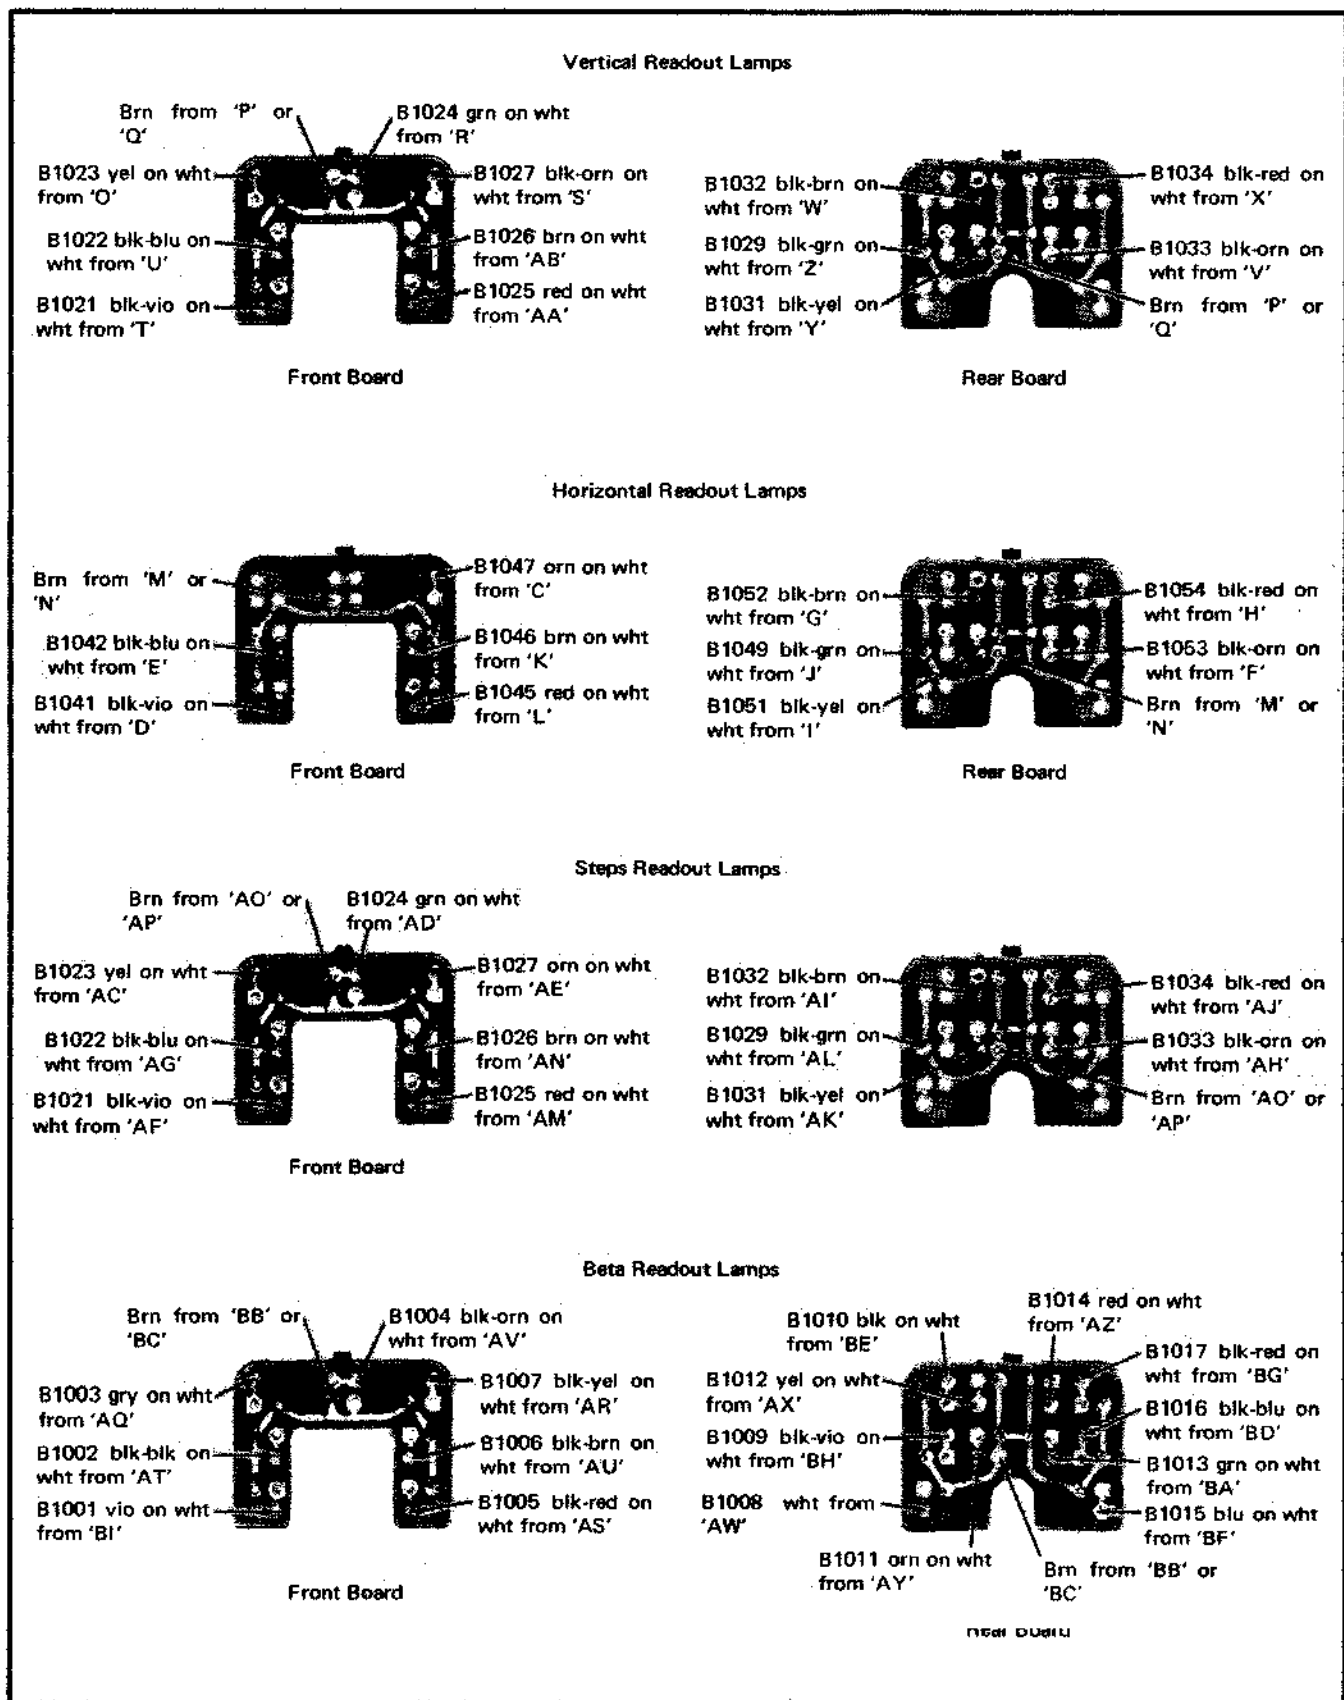 Vertical Readout Lamps
Brn from 'P' or
'Q'
B1024 grn on wht
from 'R'
B1023 yel on wht
from 'O'
B1027 blk-orn on
wht from 'S'
B1022 blk-blu on
wht from 'U'
B1026 brn on wht
from 'AB'
B1021 blk-vio on
wht from 'T'
B1025 red on wht
from 'AA'
Front Board
B1032 blk-brn on
wht from 'W'
B1034 blk-red on
wht from 'X'
B1029 blk-grn on
wht from 'Z'
B1033 blk-orn on
wht from 'V'
B1031 blk-yel on
wht from 'Y'
Brn from 'P' or
'Q'
Rear Board
Horizontal Readout Lamps
Brn from 'M' or
'N'
B1047 orn on wht
from 'C'
B1042 blk-blu on
wht from 'E'
B1046 brn on wht
from 'K'
B1041 blk-vio on
wht from 'D'
B1045 red on wht
from 'L'
Front Board
B1052 blk-brn on
wht from 'G'
B1054 blk-red on
wht from 'H'
B1049 blk-grn on
wht from 'J'
B1053 blk-orn on
wht from 'F'
B1051 blk-yel on
wht from 'I'
Brn from 'M' or
'N'
Rear Board
Steps Readout Lamps
Brn from 'AO' or
'AP'
B1024 grn on wht
from 'AD'
B1023 yel on wht
from 'AC'
B1027 orn on wht
from 'AE'
B1022 blk-blu on
wht from 'AG'
B1026 brn on wht
from 'AN'
B1021 blk-vio on
wht from 'AF'
B1025 red on wht
from 'AM'
Front Board
B1032 blk-brn on
wht from 'AI'
B1034 blk-red on
wht from 'AJ'
B1029 blk-grn on
wht from 'AL'
B1033 blk-orn on
wht from 'AH'
B1031 blk-yel on
wht from 'AK'
Brn from 'AO' or
'AP'
Beta Readout Lamps
Brn from 'BB' or
'BC'
B1004 blk-orn on
wht from 'AV'
B1003 gry on wht
from 'AQ'
B1007 blk-yel on
wht from 'AR'
B1002 blk-blk on
wht from 'AT'
B1006 blk-brn on
wht from 'AU'
B1001 vio on wht
from 'BI'
B1005 blk-red on
wht from 'AS'
Front Board
B1010 blk on wht
from 'BE'
B1014 red on wht
from 'AZ'
B1012 yel on wht
from 'AX'
B1017 blk-red on
wht from 'BG'
B1009 blk-vio on
wht from 'BH'
B1016 blk-blu on
wht from 'BD'
B1008 wht from
'AW'
B1013 grn on wht
from 'BA'
B1015 blu on wht
from 'BF'
B1011 orn on wht
from 'AY'
Brn from 'BB' or
'BC'
Rear Board